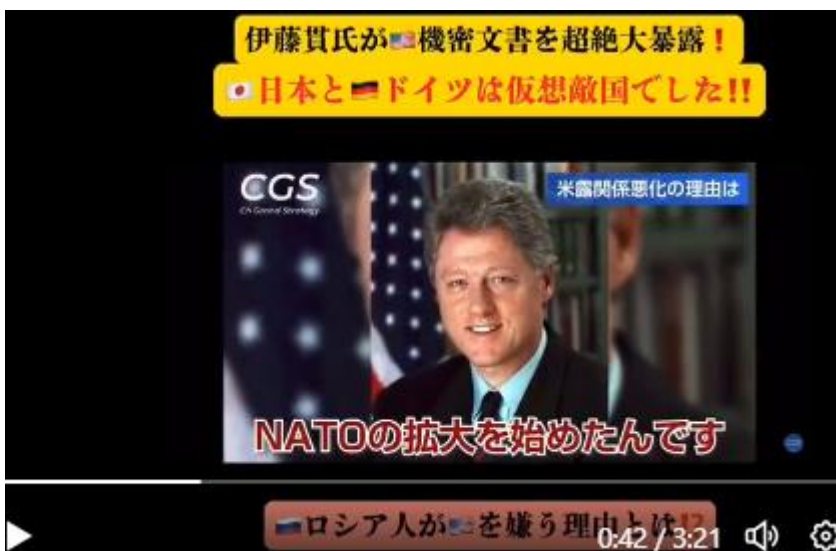 伊藤貫氏が🇺🇸機密文書を超絶大暴露❗
🇯🇵日本と🇩🇪ドイツは仮想敵国でした‼
CGS
Ch Grand Strategy
米露関係悪化の理由は
NATOの拡大を始めたんです
🇷🇺ロシア人が🇺🇸を嫌う理由とは⁉
0:42 / 3:21